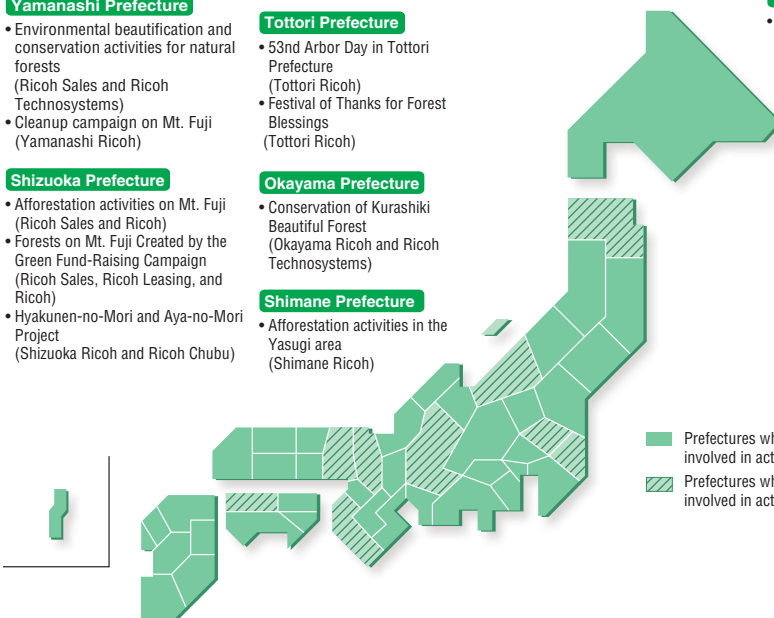 Yamanashi Prefecture
• Environmental beautification and
conservation activities for natural
forests
(Ricoh Sales and Ricoh
Technosystems)
• Cleanup campaign on Mt. Fuji
(Yamanashi Ricoh)
Shizuoka Prefecture
• Afforestation activities on Mt. Fuji
(Ricoh Sales and Ricoh)
• Forests on Mt. Fuji Created by the
Green Fund-Raising Campaign
(Ricoh Sales, Ricoh Leasing, and
Ricoh)
• Hyakunen-no-Mori and Aya-no-Mori
Project
(Shizuoka Ricoh and Ricoh Chubu)
Tottori Prefecture
• 53nd Arbor Day in Tottori
Prefecture
(Tottori Ricoh)
• Festival of Thanks for Forest
Blessings
(Tottori Ricoh)
Okayama Prefecture
• Conservation of Kurashiki
Beautiful Forest
(Okayama Ricoh and Ricoh
Technosystems)
Shimane Prefecture
• Afforestation activities in the
Yasugi area
(Shimane Ricoh)
•
Prefectures wh
involved in act
Prefectures wh
involved in act